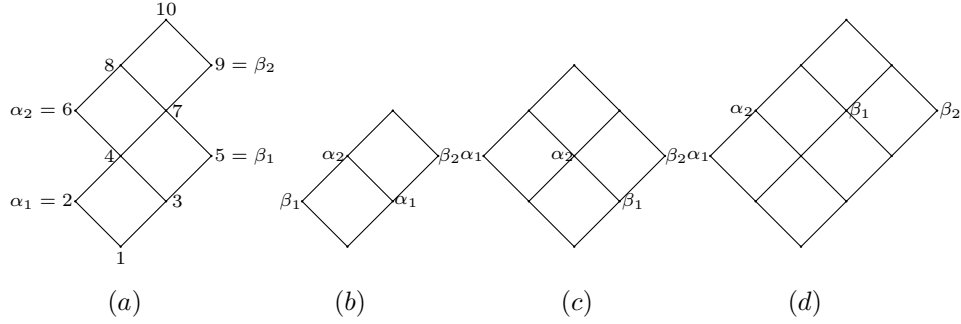 10
8
9 = β₂
α₂ = 6
7
4
5 = β₁
α₁ = 2
3
1
(a)
α₂
β₂
β₁
α₁
(b)
α₁
α₂
β₂
β₁
(c)
α₂
β₁
β₂
α₁
(d)